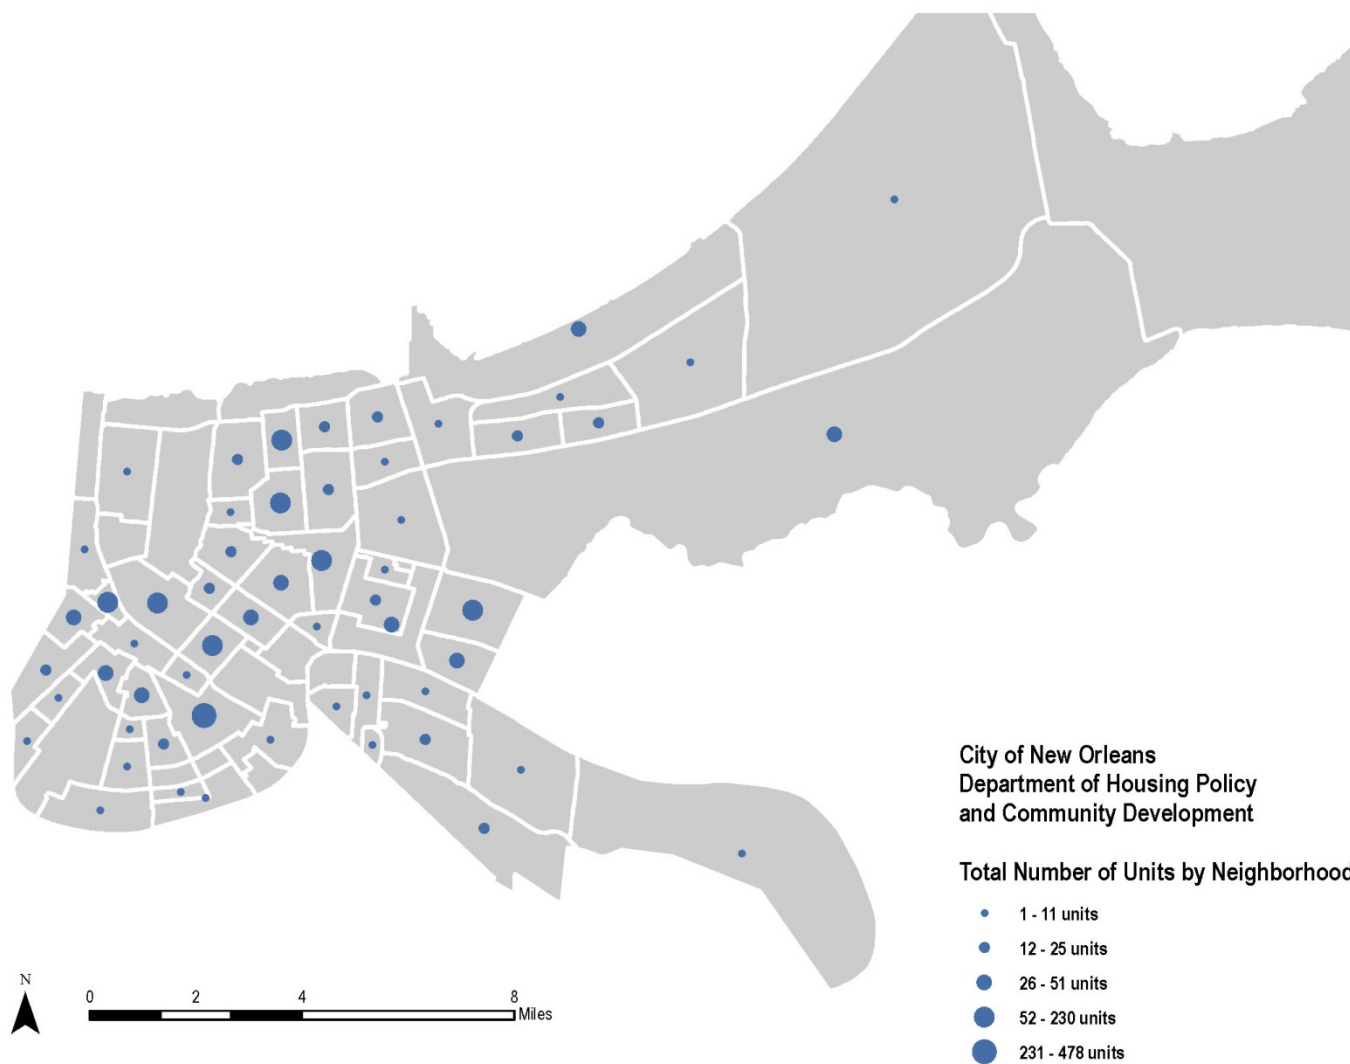 City of New Orleans
Department of Housing Policy
and Community Development
Total Number of Units by Neighborhood
1 - 11 units
12 - 25 units
26 - 51 units
52 - 230 units
231 - 478 units
N
0 2 4 8
Miles